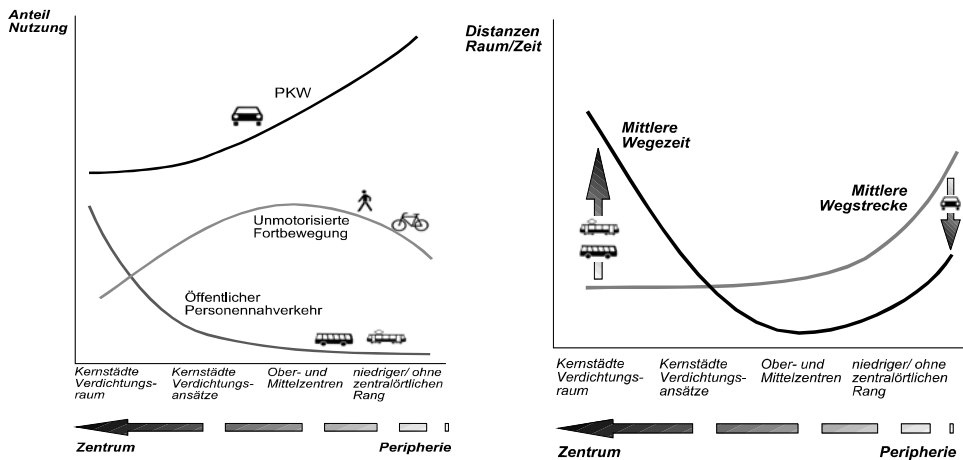 Anteil
Nutzung
PKW
Unmotorisierte
Fortbewegung
Öffentlicher
Personennahverkehr
Kernstädte
Verdichtungs-
raum
Kernstädte
Verdichtungs-
ansätze
Ober- und
Mittelzentren
niedriger/ ohne
zentralörtlichen
Rang
Zentrum
Peripherie
Distanzen
Raum/Zeit
Mittlere
Wegezeit
Mittlere
Wegstrecke
Kernstädte
Verdichtungs-
raum
Kernstädte
Verdichtungs-
ansätze
Ober- und
Mittelzentren
niedriger/ ohne
zentralörtlichen
Rang
Zentrum
Peripherie